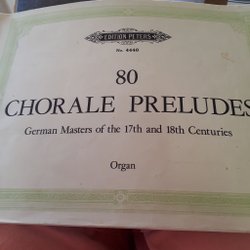 EDITION PETERS
No. 4448
80
CHORALE PRELUDES
German Masters of the 17th and 18th Centuries
Organ